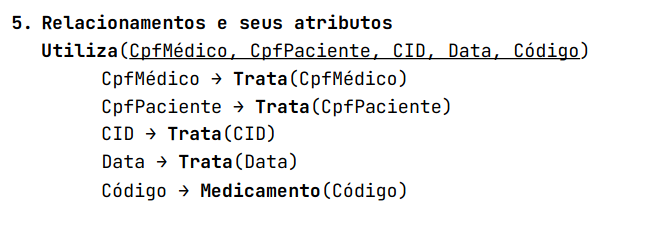 5. Relacionamentos e seus atributos
Utiliza(CpfMédico, CpfPaciente, CID, Data, Código)
CpfMédico → Trata(CpfMédico)
CpfPaciente → Trata(CpfPaciente)
CID → Trata(CID)
Data → Trata(Data)
Código → Medicamento(Código)